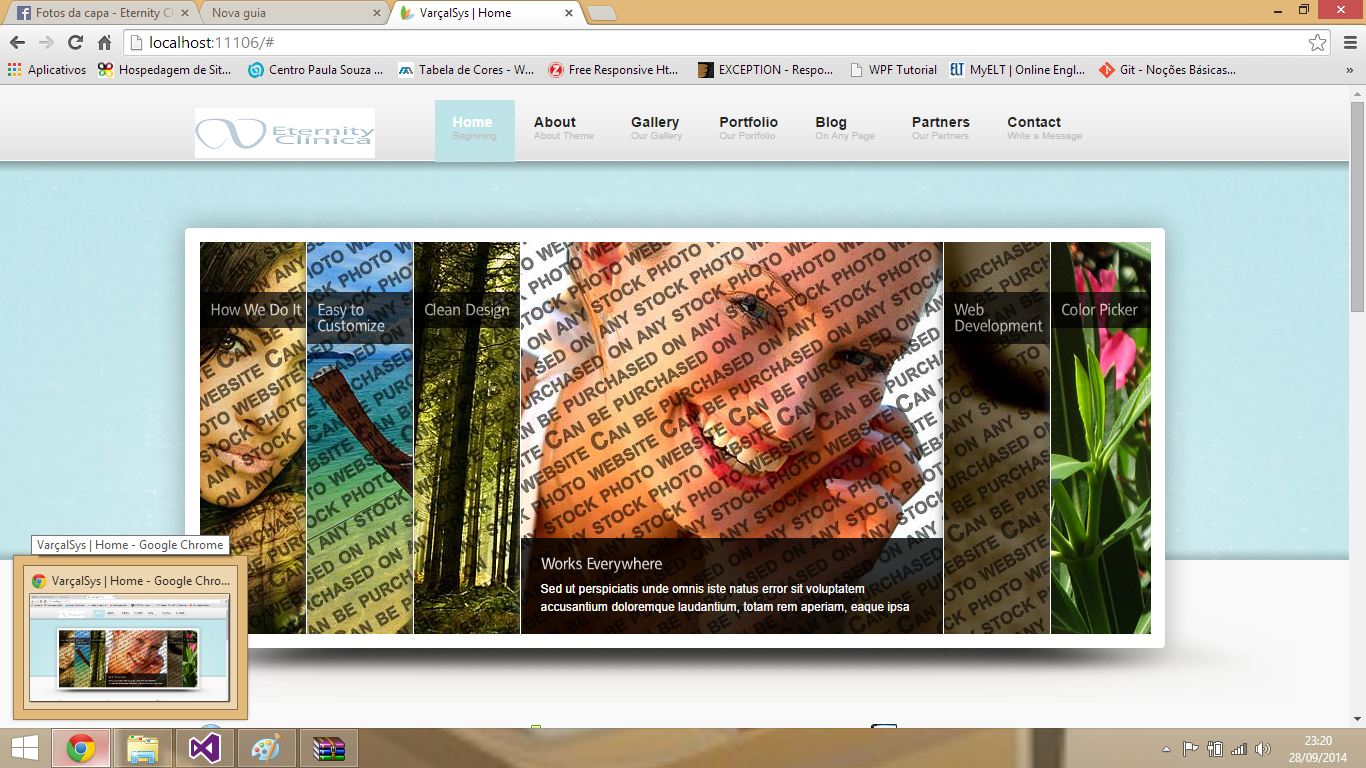 Fotos da capa - Eternity C
Nova guia
VarçalSys | Home
localhost:11106/#
Aplicativos
Hospedagem de Sit...
Centro Paula Souza ...
Tabela de Cores - W...
Free Responsive Ht...
EXCEPTION - Respo...
WPF Tutorial
MyELT | Online Engl...
Git - Noções Básicas...
»
Eternity
Clinica
Home
Beginning
About
About Theme
Gallery
Our Gallery
Portfolio
Our Portfolio
Blog
On Any Page
Partners
Our Partners
Contact
Write a Message
How We Do It
Easy to
Customize
Clean Design
Web
Development
Color Picker
CAN BE PURCHASED ON ANY STOCK PHOTO WEBSITE
Works Everywhere
Sed ut perspiciatis unde omnis iste natus error sit voluptatem
accusantium doloremque laudantium, totam rem aperiam, eaque ipsa
VarçalSys | Home - Google Chrome
VarçalSys | Home - Google Chro...
23:20
28/09/2014